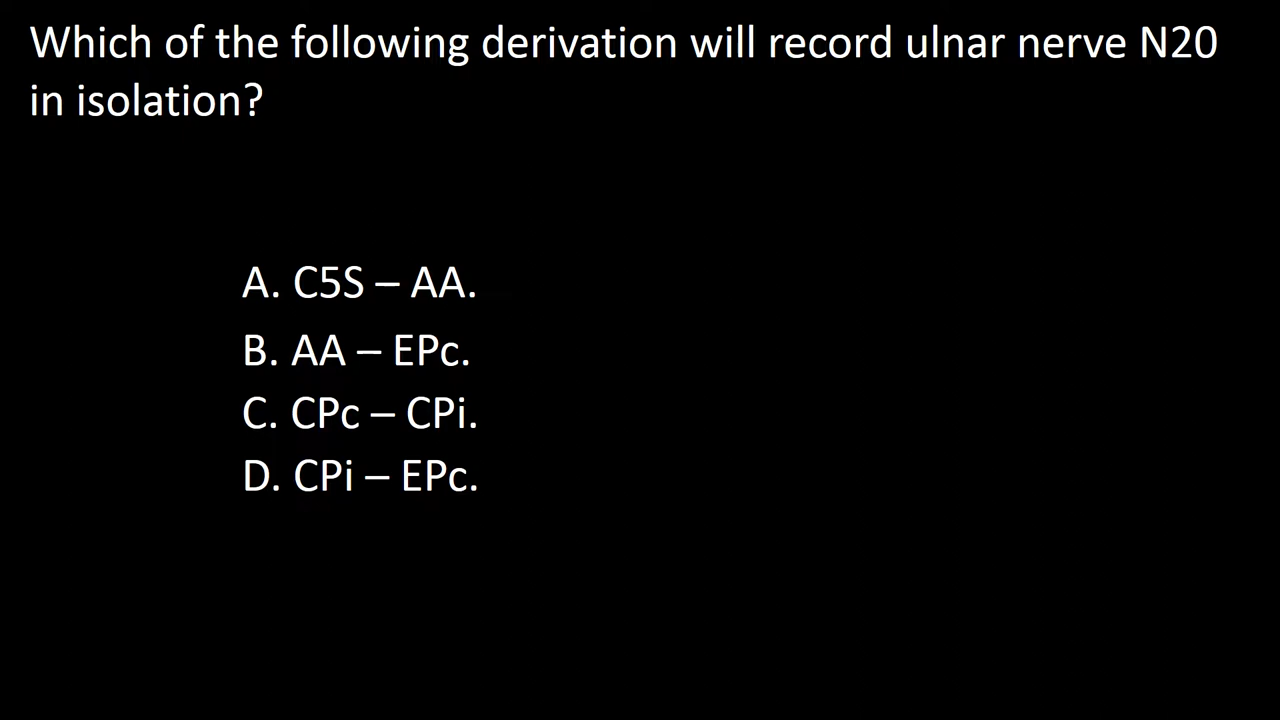 Which of the following derivation will record ulnar nerve N20
in isolation?
A. C5S – AA.
B. AA – EPc.
C. CPc – CPi.
D. CPi – EPc.